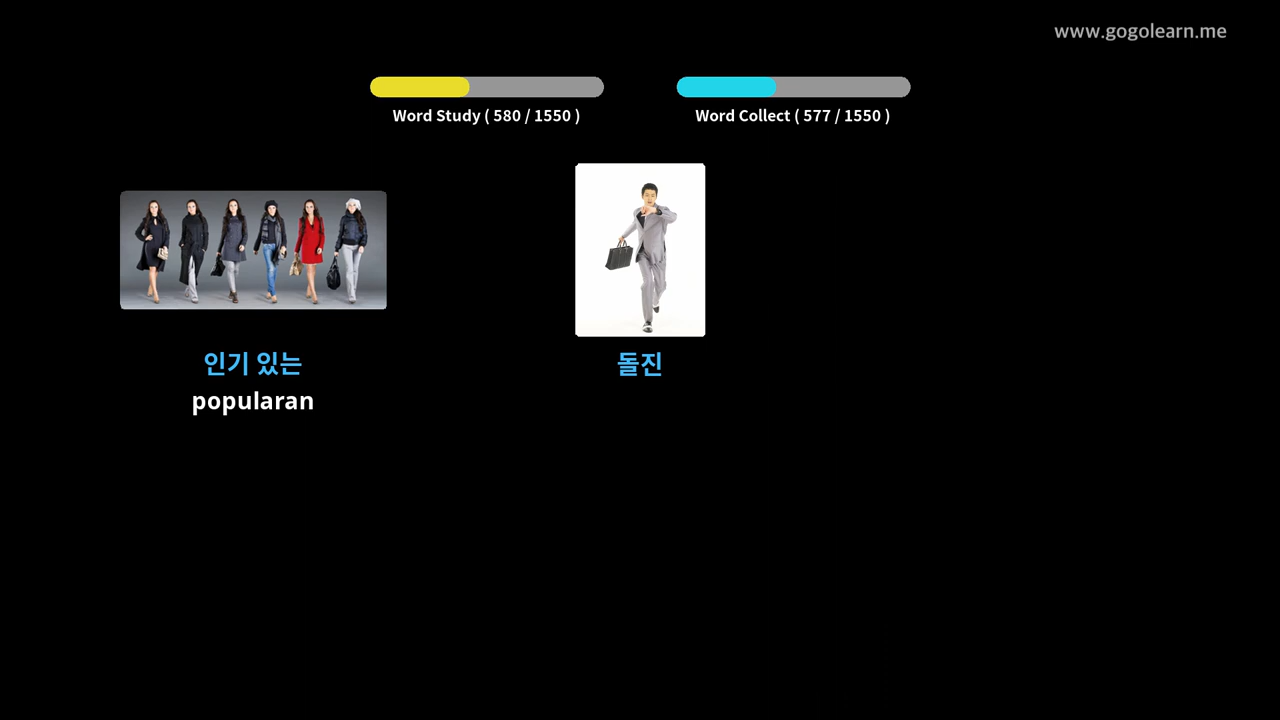 www.gogolearn.me
Word Study ( 580 / 1550 )
Word Collect ( 577 / 1550 )
인기 있는
popularan
돌진